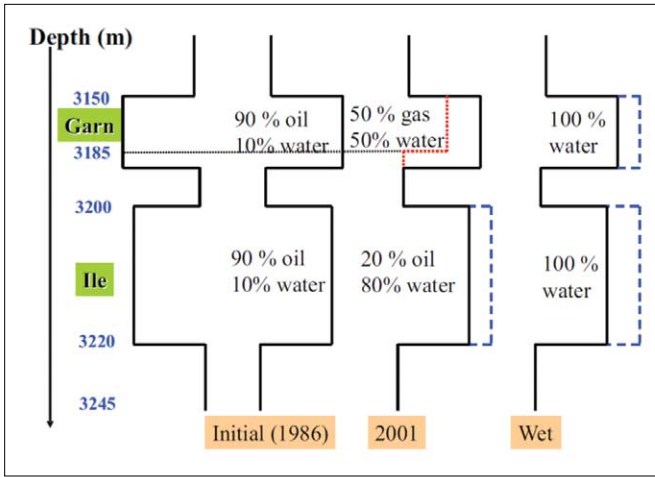 Depth (m)
3150
Garn
3185
3200
Ile
3220
3245
90 % oil
10% water
50 % gas
50% water
100 %
water
90 % oil
10% water
20 % oil
80% water
100 %
water
Initial (1986)
2001
Wet